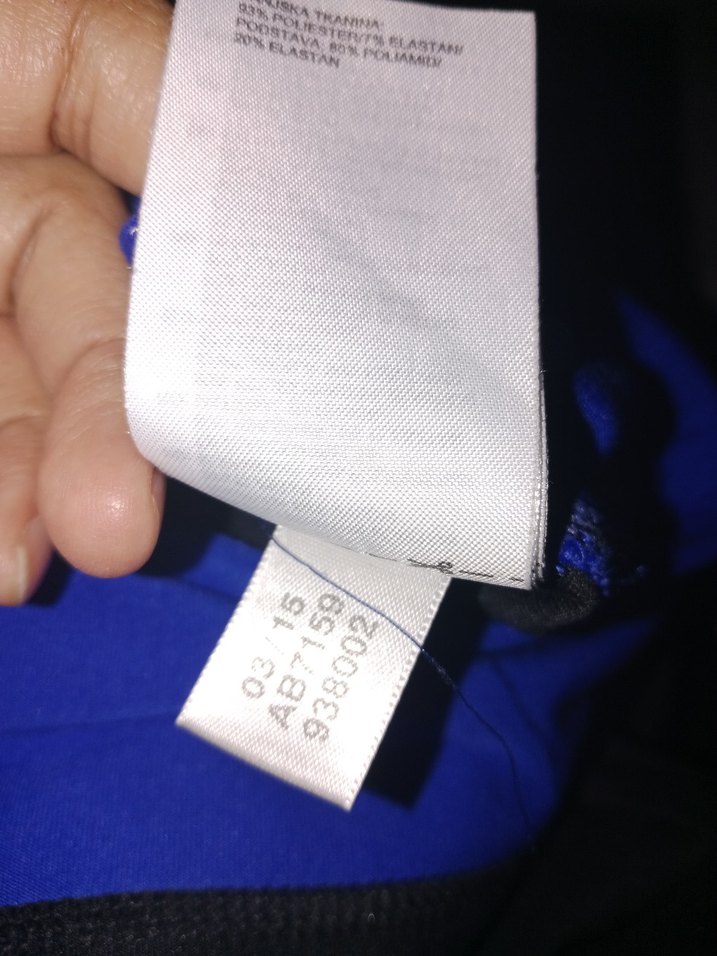 TKANINA:
93% POLIESTER/7% ELASTAN/
PODSTAVA, 80% POLIAMID/
20% ELASTAN
03/15
AB7159
938002